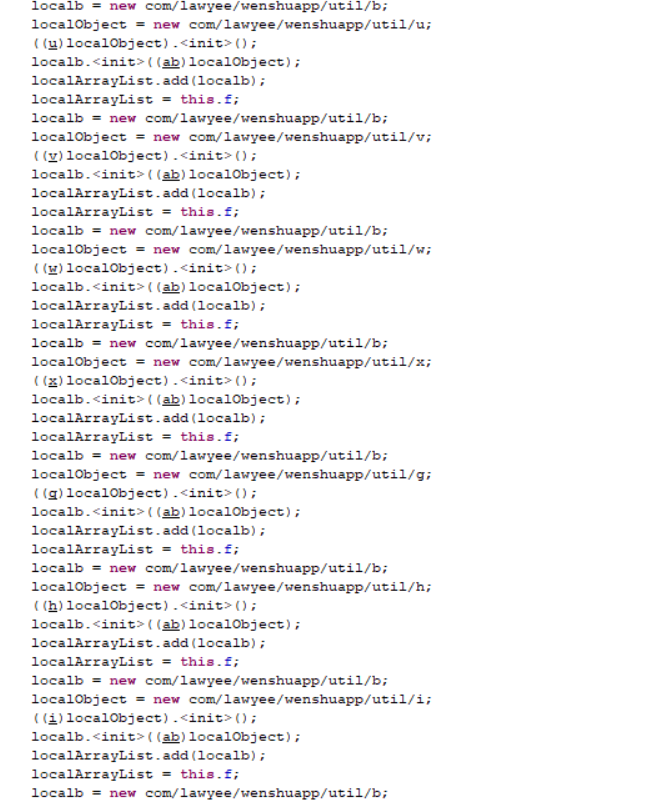 localb = new com/lawyee/wenshuapp/util/b;
localObject = new com/lawyee/wenshuapp/util/u;
((u)localObject).<init>();
localb.<init>((ab)localObject);
localArrayList.add(localb);
localArrayList = this.f;
localb = new com/lawyee/wenshuapp/util/b;
localObject = new com/lawyee/wenshuapp/util/v;
((v)localObject).<init>();
localb.<init>((ab)localObject);
localArrayList.add(localb);
localArrayList = this.f;
localb = new com/lawyee/wenshuapp/util/b;
localObject = new com/lawyee/wenshuapp/util/w;
((w)localObject).<init>();
localb.<init>((ab)localObject);
localArrayList.add(localb);
localArrayList = this.f;
localb = new com/lawyee/wenshuapp/util/b;
localObject = new com/lawyee/wenshuapp/util/x;
((x)localObject).<init>();
localb.<init>((ab)localObject);
localArrayList.add(localb);
localArrayList = this.f;
localb = new com/lawyee/wenshuapp/util/b;
localObject = new com/lawyee/wenshuapp/util/g;
((g)localObject).<init>();
localb.<init>((ab)localObject);
localArrayList.add(localb);
localArrayList = this.f;
localb = new com/lawyee/wenshuapp/util/b;
localObject = new com/lawyee/wenshuapp/util/h;
((h)localObject).<init>();
localb.<init>((ab)localObject);
localArrayList.add(localb);
localArrayList = this.f;
localb = new com/lawyee/wenshuapp/util/b;
localObject = new com/lawyee/wenshuapp/util/i;
((i)localObject).<init>();
localb.<init>((ab)localObject);
localArrayList.add(localb);
localArrayList = this.f;
localb = new com/lawyee/wenshuapp/util/b;